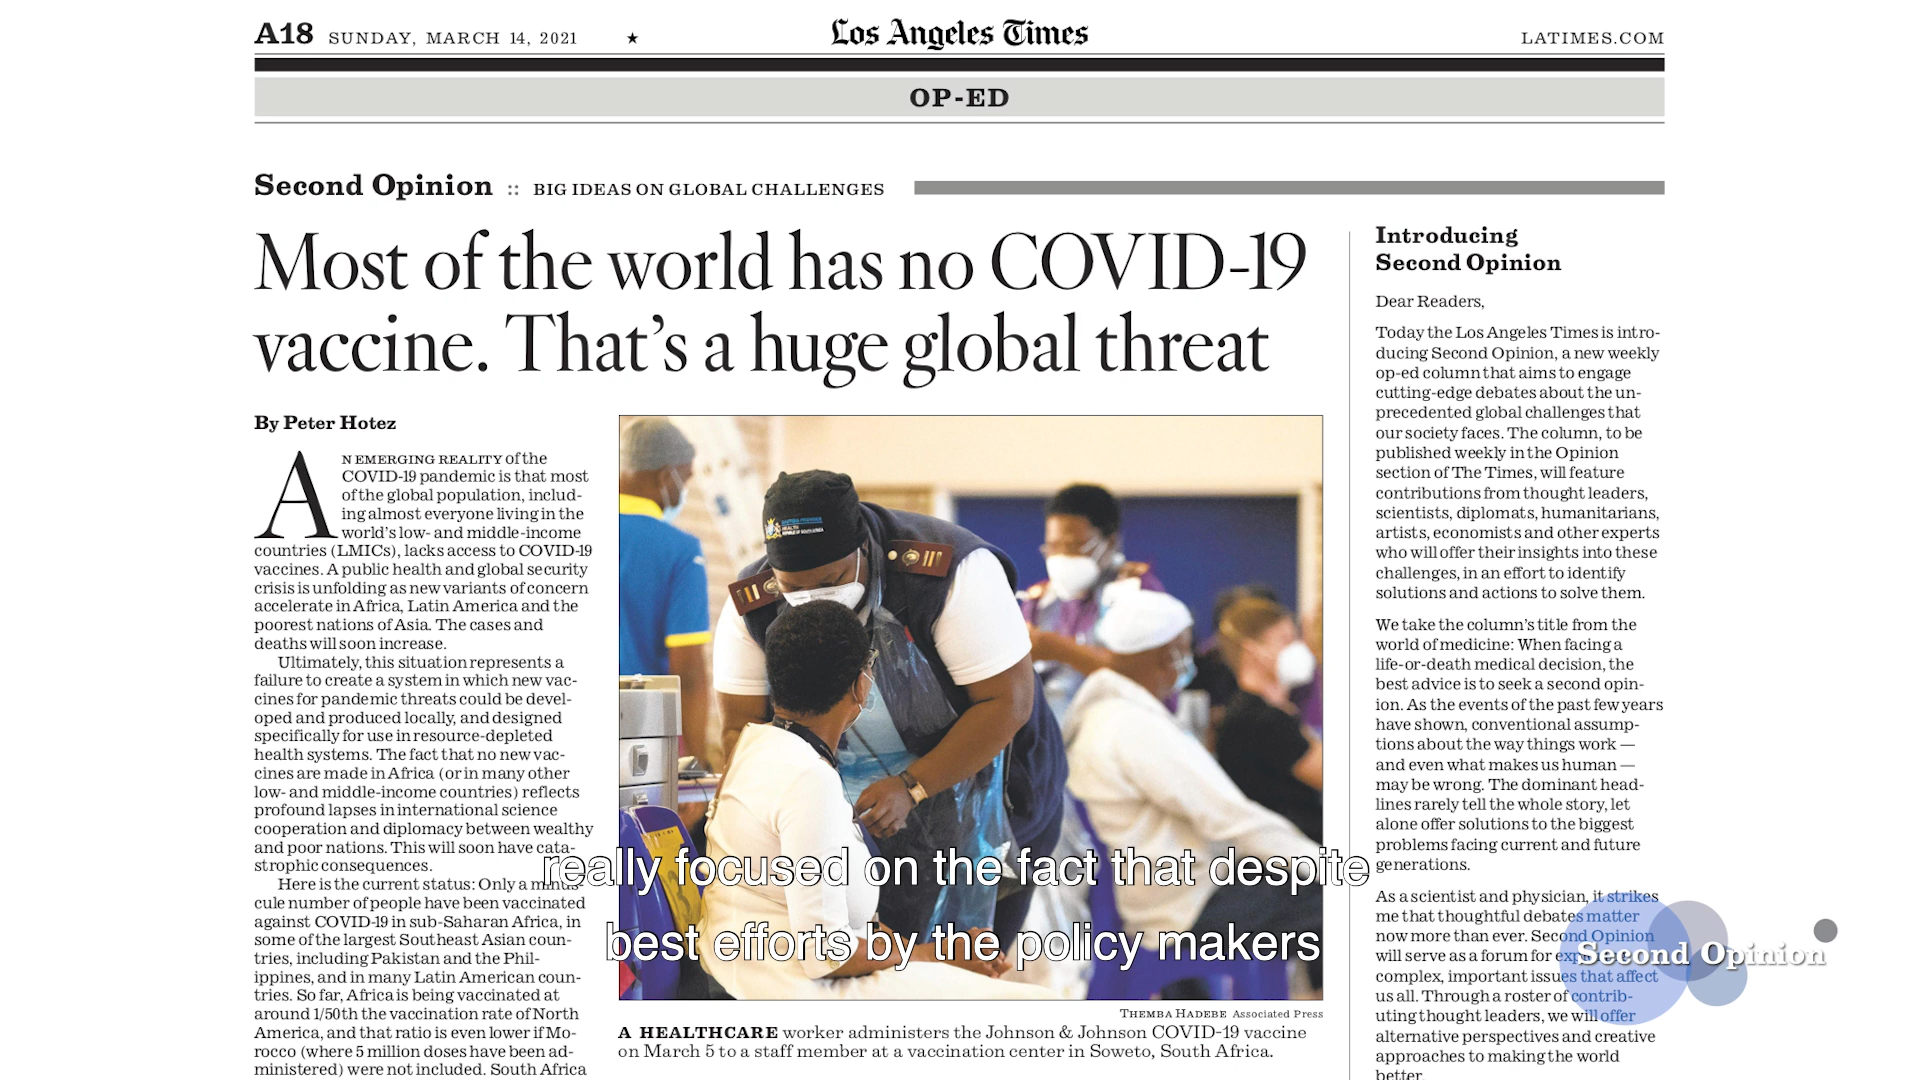 A18 SUNDAY, MARCH 14, 2021 ★ Los Angeles Times LATIMES.COM
OP-ED
Second Opinion :: BIG IDEAS ON GLOBAL CHALLENGES
Most of the world has no COVID-19
vaccine. That's a huge global threat
By Peter Hotez
AN EMERGING REALITY of the
COVID-19 pandemic is that most
of the global population, includ-
ing almost everyone living in the
world's low- and middle-income
countries (LMICs), lacks access to COVID-19
vaccines. A public health and global security
crisis is unfolding as new variants of concern
accelerate in Africa, Latin America and the
poorest nations of Asia. The cases and
deaths will soon increase.
Ultimately, this situation represents a
failure to create a system in which new vac-
cines for pandemic threats could be devel-
oped and produced locally, and designed
specifically for use in resource-depleted
health systems. The fact that no new vac-
cines are made in Africa (or in many other
low- and middle-income countries) reflects
profound lapses in international science
cooperation and diplomacy between wealthy
and poor nations. This will soon have cata-
strophic consequences.
Here is the current status: Only a minus-
cule number of people have been vaccinated
against COVID-19 in sub-Saharan Africa, in
some of the largest Southeast Asian coun-
tries, including Pakistan and the Phil-
ippines, and in many Latin American coun-
tries. So far, Africa is being vaccinated at
around 1/50th the vaccination rate of North
America, and that ratio is even lower if Mo-
rocco (where 5 million doses have been ad-
ministered) were not included. South Africa
HEALTH
really focused on the fact that despite
best efforts by the policy makers
THEMBA HADEBE Associated Press
A HEALTHCARE worker administers the Johnson & Johnson COVID-19 vaccine
on March 5 to a staff member at a vaccination center in Soweto, South Africa.
Introducing
Second Opinion
Dear Readers,
Today the Los Angeles Times is intro-
ducing Second Opinion, a new weekly
op-ed column that aims to engage
cutting-edge debates about the un-
precedented global challenges that
our society faces. The column, to be
published weekly in the Opinion
section of The Times, will feature
contributions from thought leaders,
scientists, diplomats, humanitarians,
artists, economists and other experts
who will offer their insights into these
challenges, in an effort to identify
solutions and actions to solve them.
We take the column's title from the
world of medicine: When facing a
life-or-death medical decision, the
best advice is to seek a second opin-
ion. As the events of the past few years
have shown, conventional assump-
tions about the way things work —
and even what makes us human —
may be wrong. The dominant head-
lines rarely tell the whole story, let
alone offer solutions to the biggest
problems facing current and future
generations.
As a scientist and physician, it strikes
me that thoughtful debates matter
now more than ever. Second Opinion
will serve as a forum for
complex, important issues that affect
us all. Through a roster of contrib-
uting thought leaders, we will offer
alternative perspectives and creative
approaches to making the world
better.
Second Opinion